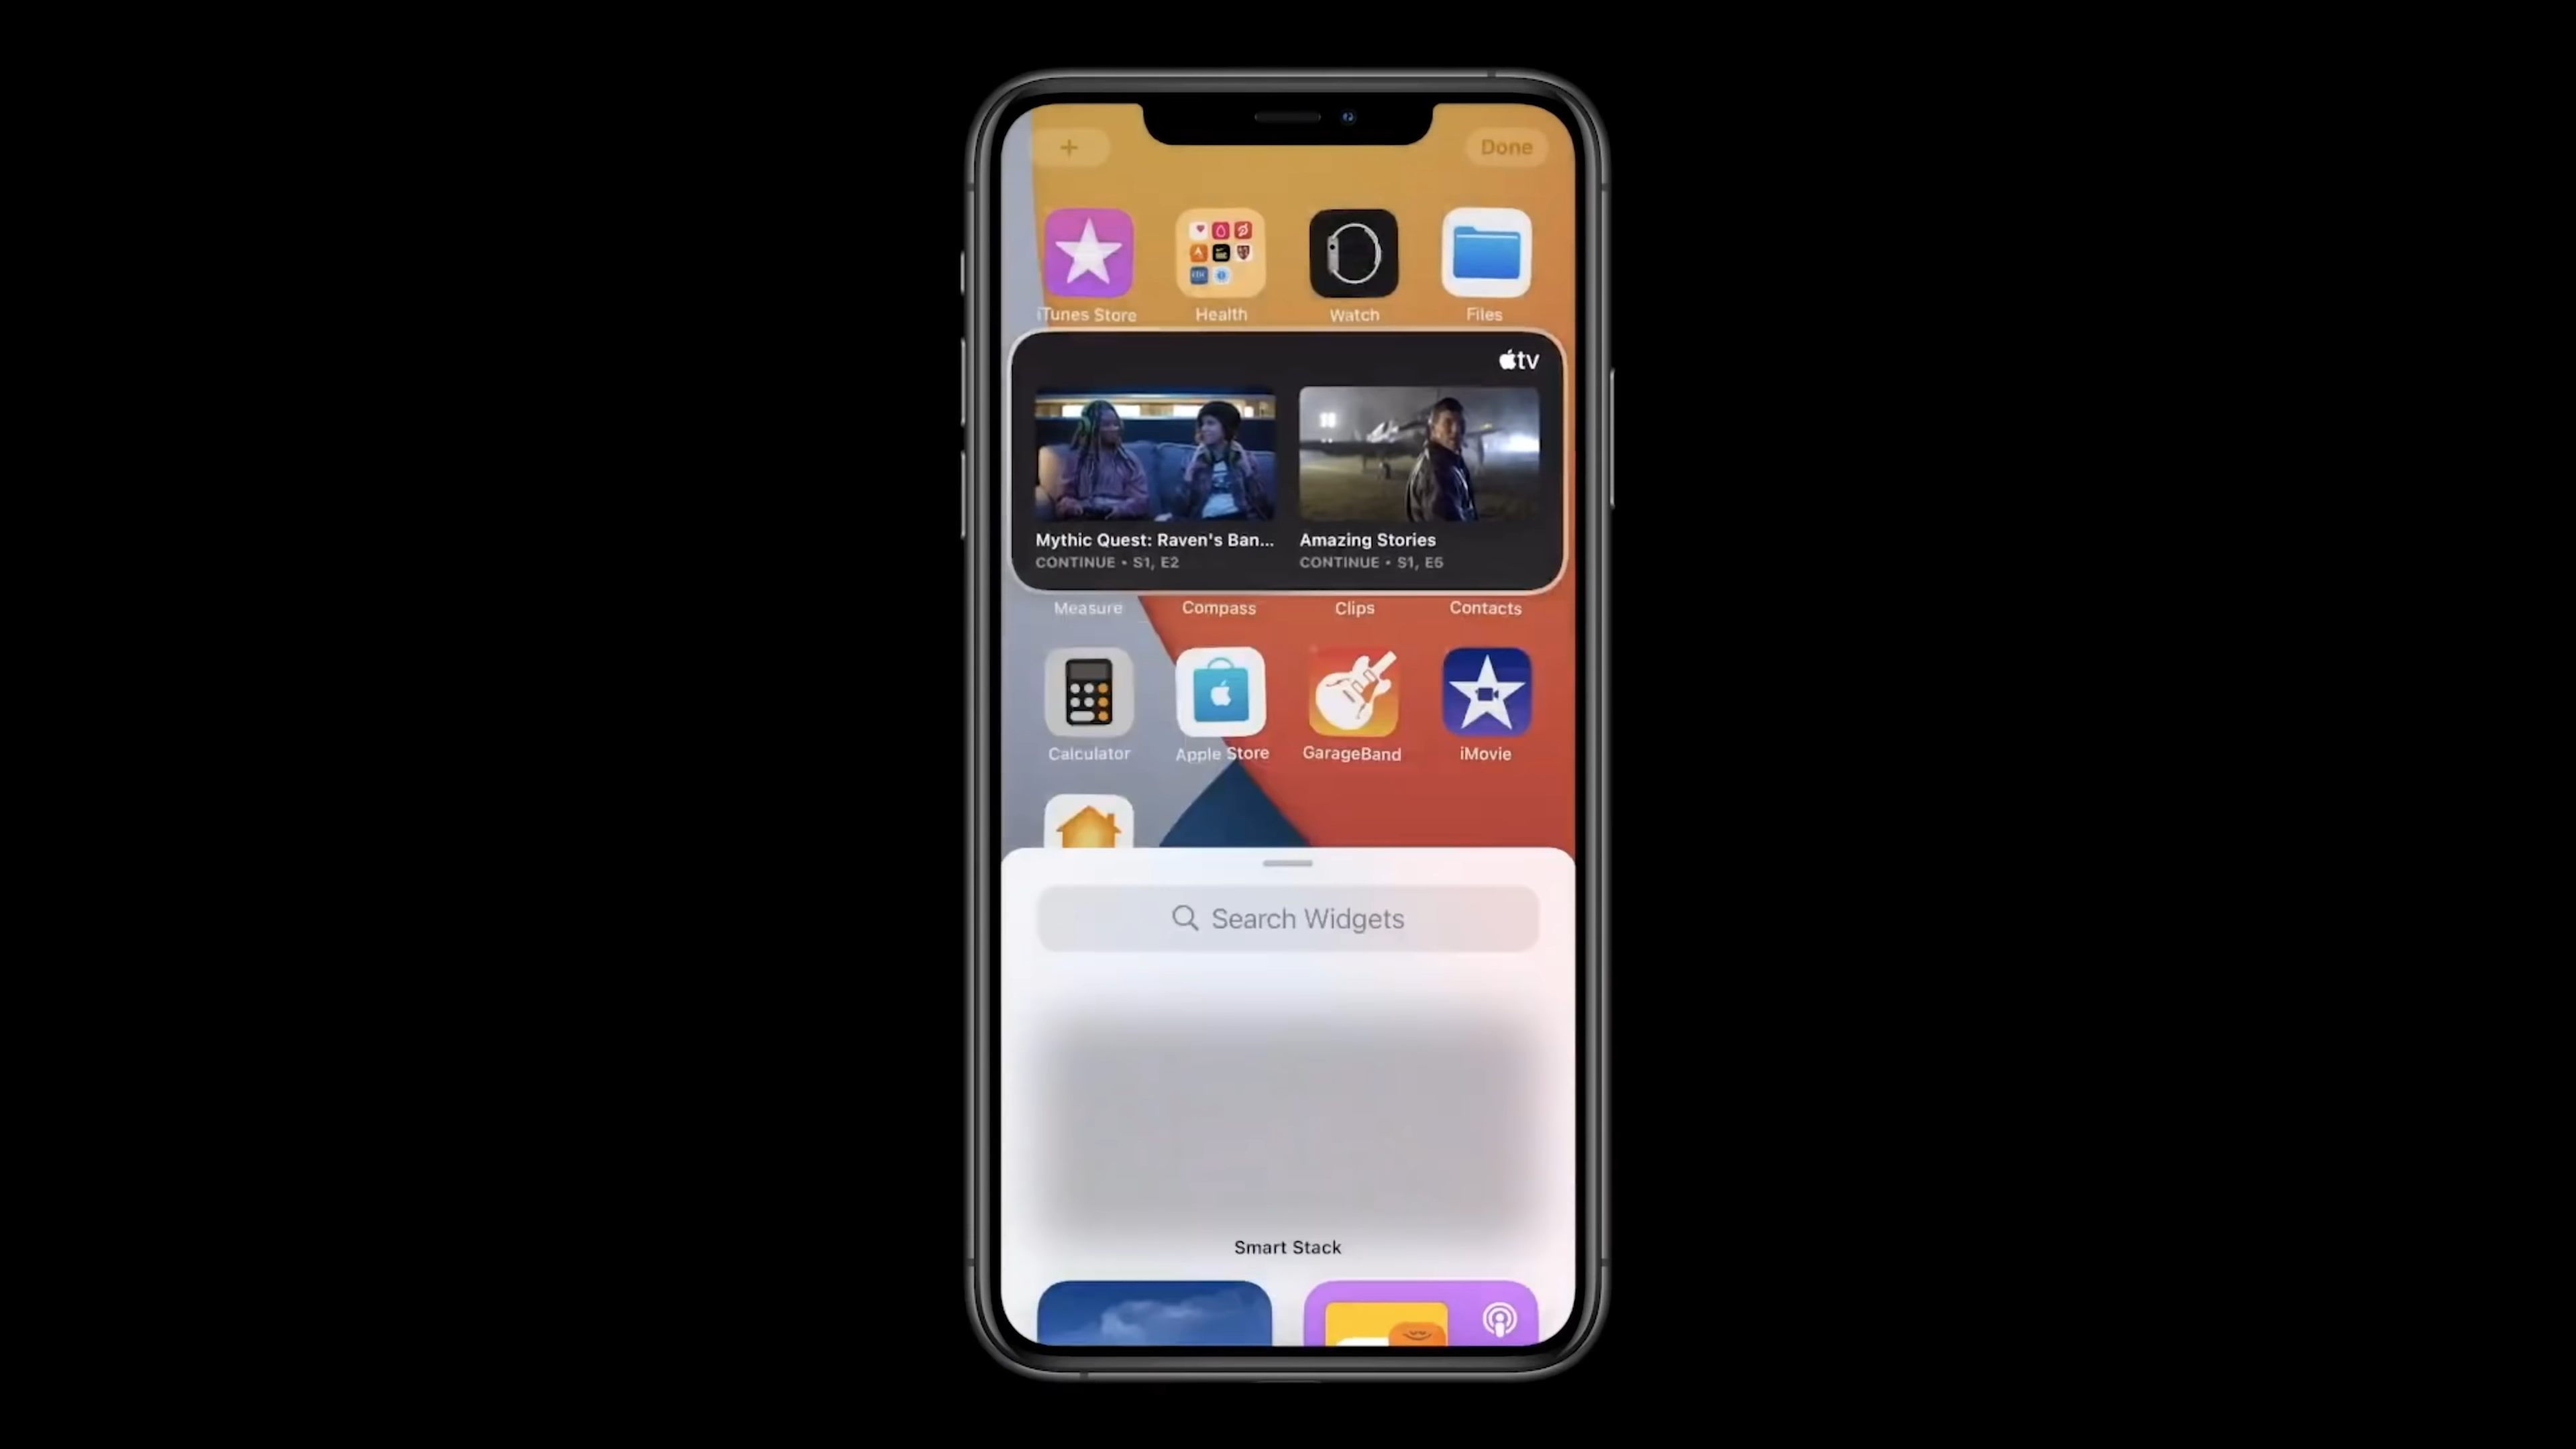 +
Done
iTunes Store Health Watch Files
tv
Mythic Quest: Raven's Ban... Amazing Stories
CONTINUE • S1, E2 CONTINUE • S1, E5
Measure Compass Clips Contacts
Calculator Apple Store GarageBand iMovie
Search Widgets
Smart Stack